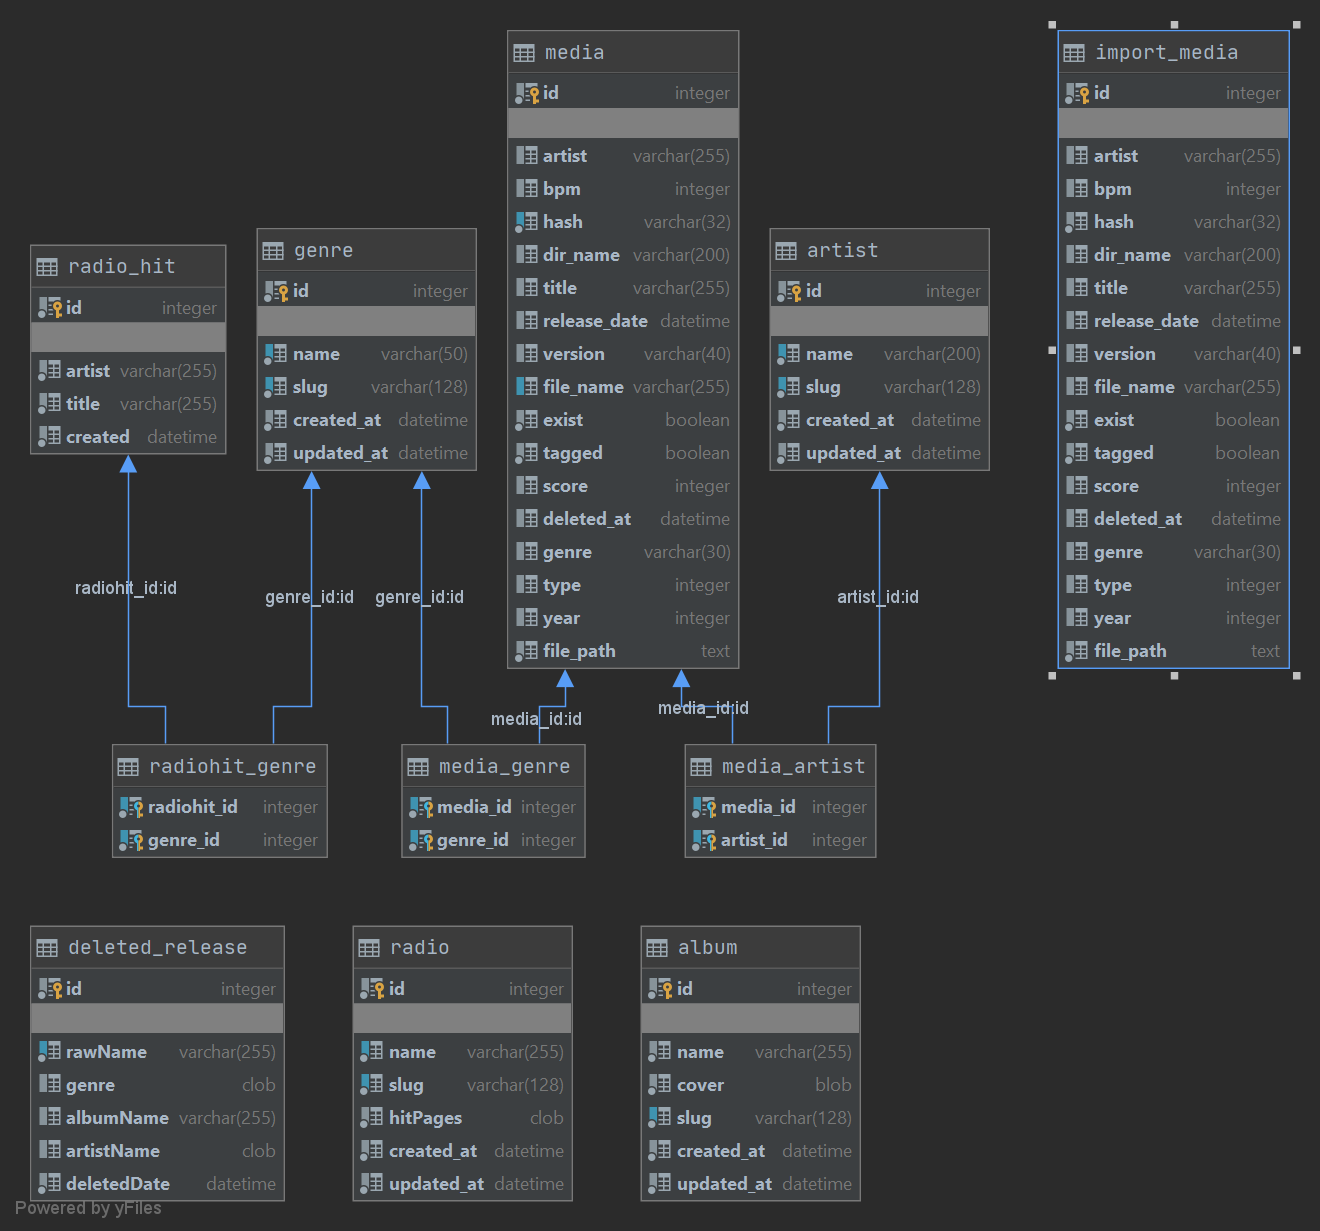 media
id integer
artist varchar(255)
bpm integer
hash varchar(32)
dir_name varchar(200)
title varchar(255)
release_date datetime
version varchar(40)
file_name varchar(255)
exist boolean
tagged boolean
score integer
deleted_at datetime
genre varchar(30)
type integer
year integer
file_path text
import_media
id integer
artist varchar(255)
bpm integer
hash varchar(32)
dir_name varchar(200)
title varchar(255)
release_date datetime
version varchar(40)
file_name varchar(255)
exist boolean
tagged boolean
score integer
deleted_at datetime
genre varchar(30)
type integer
year integer
file_path text
radio_hit
id integer
artist varchar(255)
title varchar(255)
created datetime
genre
id integer
name varchar(50)
slug varchar(128)
created_at datetime
updated_at datetime
artist
id integer
name varchar(200)
slug varchar(128)
created_at datetime
updated_at datetime
radiohit_id:id
genre_id:id
genre_id:id
artist_id:id
media_id:id
media_id:id
radiohit_genre
radiohit_id integer
genre_id integer
media_genre
media_id integer
genre_id integer
media_artist
media_id integer
artist_id integer
deleted_release
id integer
rawName varchar(255)
genre clob
albumName varchar(255)
artistName clob
deletedDate datetime
radio
id integer
name varchar(255)
slug varchar(128)
hitPages clob
created_at datetime
updated_at datetime
album
id integer
name varchar(255)
cover blob
slug varchar(128)
created_at datetime
updated_at datetime
Powered by yFiles